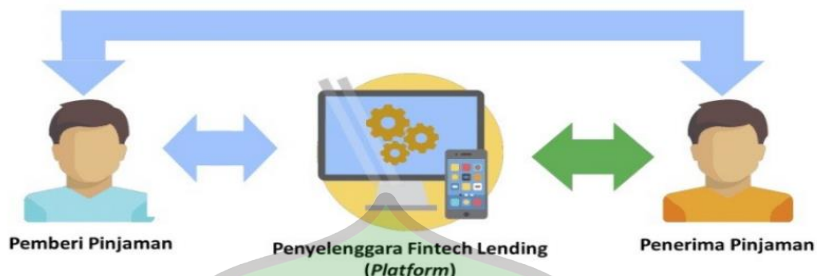 Pemberi Pinjaman
Penyelenggara Fintech Lending
(Platform)
Penerima Pinjaman